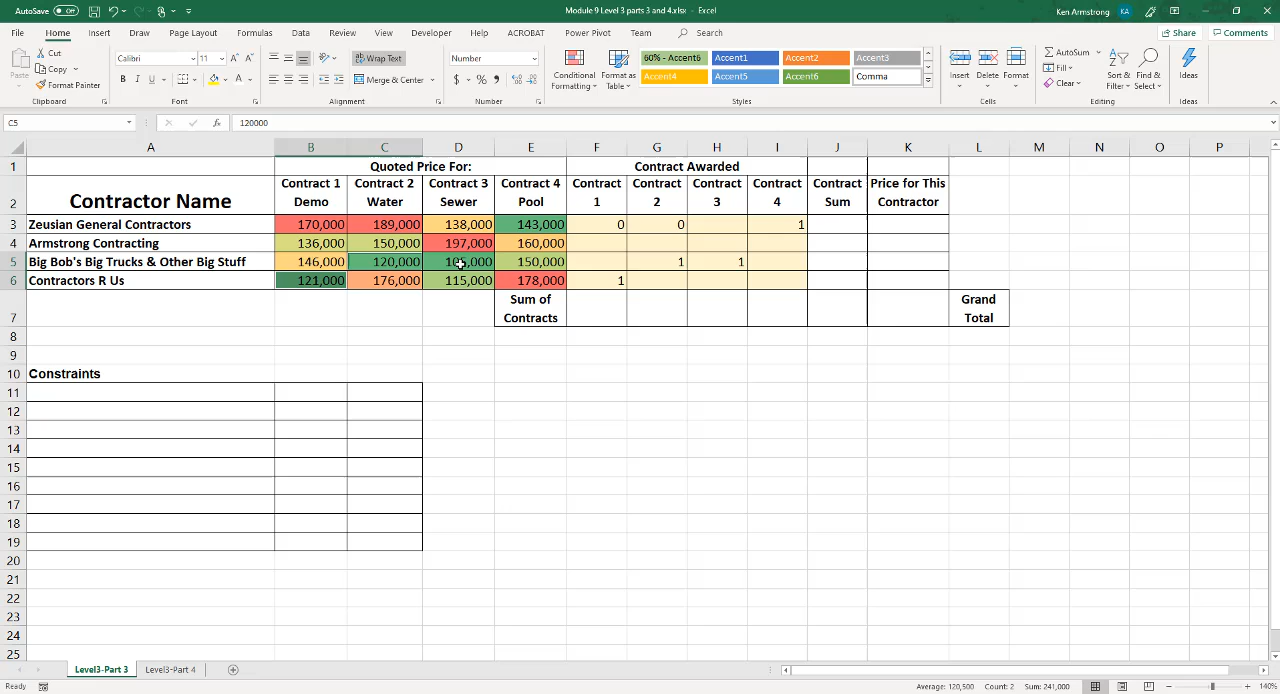 AutoSave Off Module 9 Level 3-parts 3 and 4.xlsx - Excel Ken Armstrong KA
File Home Insert Draw Page Layout Formulas Data Review View Developer Help ACROBAT Power Pivot Team Search Share Comments
Paste Cut Copy Format Painter Clipboard
Calibri 11 B I U Font
Wrap Text Merge & Center Alignment
Number $ % Number
Conditional Formatting Format as Table 60% - Accent6 Accent1 Accent2 Accent3
Accent4 Accent5 Accent6 Comma Styles
Insert Delete Format Cells
AutoSum Fill Clear Sort & Filter Find & Select Editing
Ideas Ideas
C5 fx 120000
A B C D E F G H I J K L M N O P
1 Quoted Price For: Contract Awarded
2 Contractor Name Contract 1 Demo Contract 2 Water Contract 3 Sewer Contract 4 Pool Contract 1 Contract 2 Contract 3 Contract 4 Contract Sum Price for This Contractor
3 Zeusian General Contractors 170,000 189,000 138,000 143,000 0 0 1
4 Armstrong Contracting 136,000 150,000 197,000 160,000
5 Big Bob's Big Trucks & Other Big Stuff 146,000 120,000 150,000 1 1
6 Contractors R Us 121,000 176,000 115,000 178,000 1
7 Sum of Contracts Grand Total
8
9
10 Constraints
11
12
13
14
15
16
17
18
19
20
21
22
23
24
25
Level3-Part 3 Level3-Part 4
Ready Average: 120,500 Count: 2 Sum: 241,000 140%